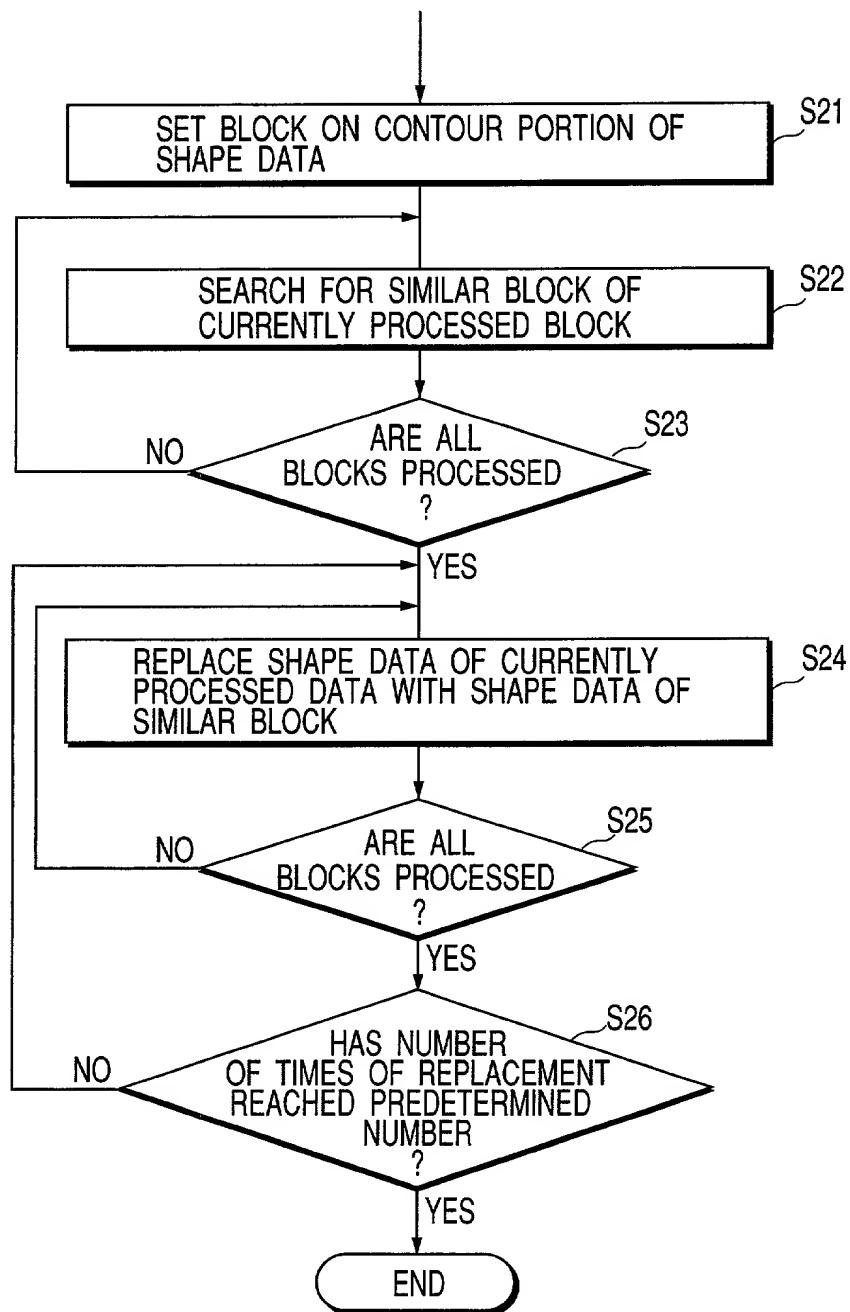 S21
SET BLOCK ON CONTOUR PORTION OF
SHAPE DATA
S22
SEARCH FOR SIMILAR BLOCK OF
CURRENTLY PROCESSED BLOCK
S23
ARE ALL
BLOCKS PROCESSED
?
NO
YES
S24
REPLACE SHAPE DATA OF CURRENTLY
PROCESSED DATA WITH SHAPE DATA OF
SIMILAR BLOCK
S25
ARE ALL
BLOCKS PROCESSED
?
NO
YES
S26
HAS NUMBER
OF TIMES OF REPLACEMENT
REACHED PREDETERMINED
NUMBER
?
NO
YES
END